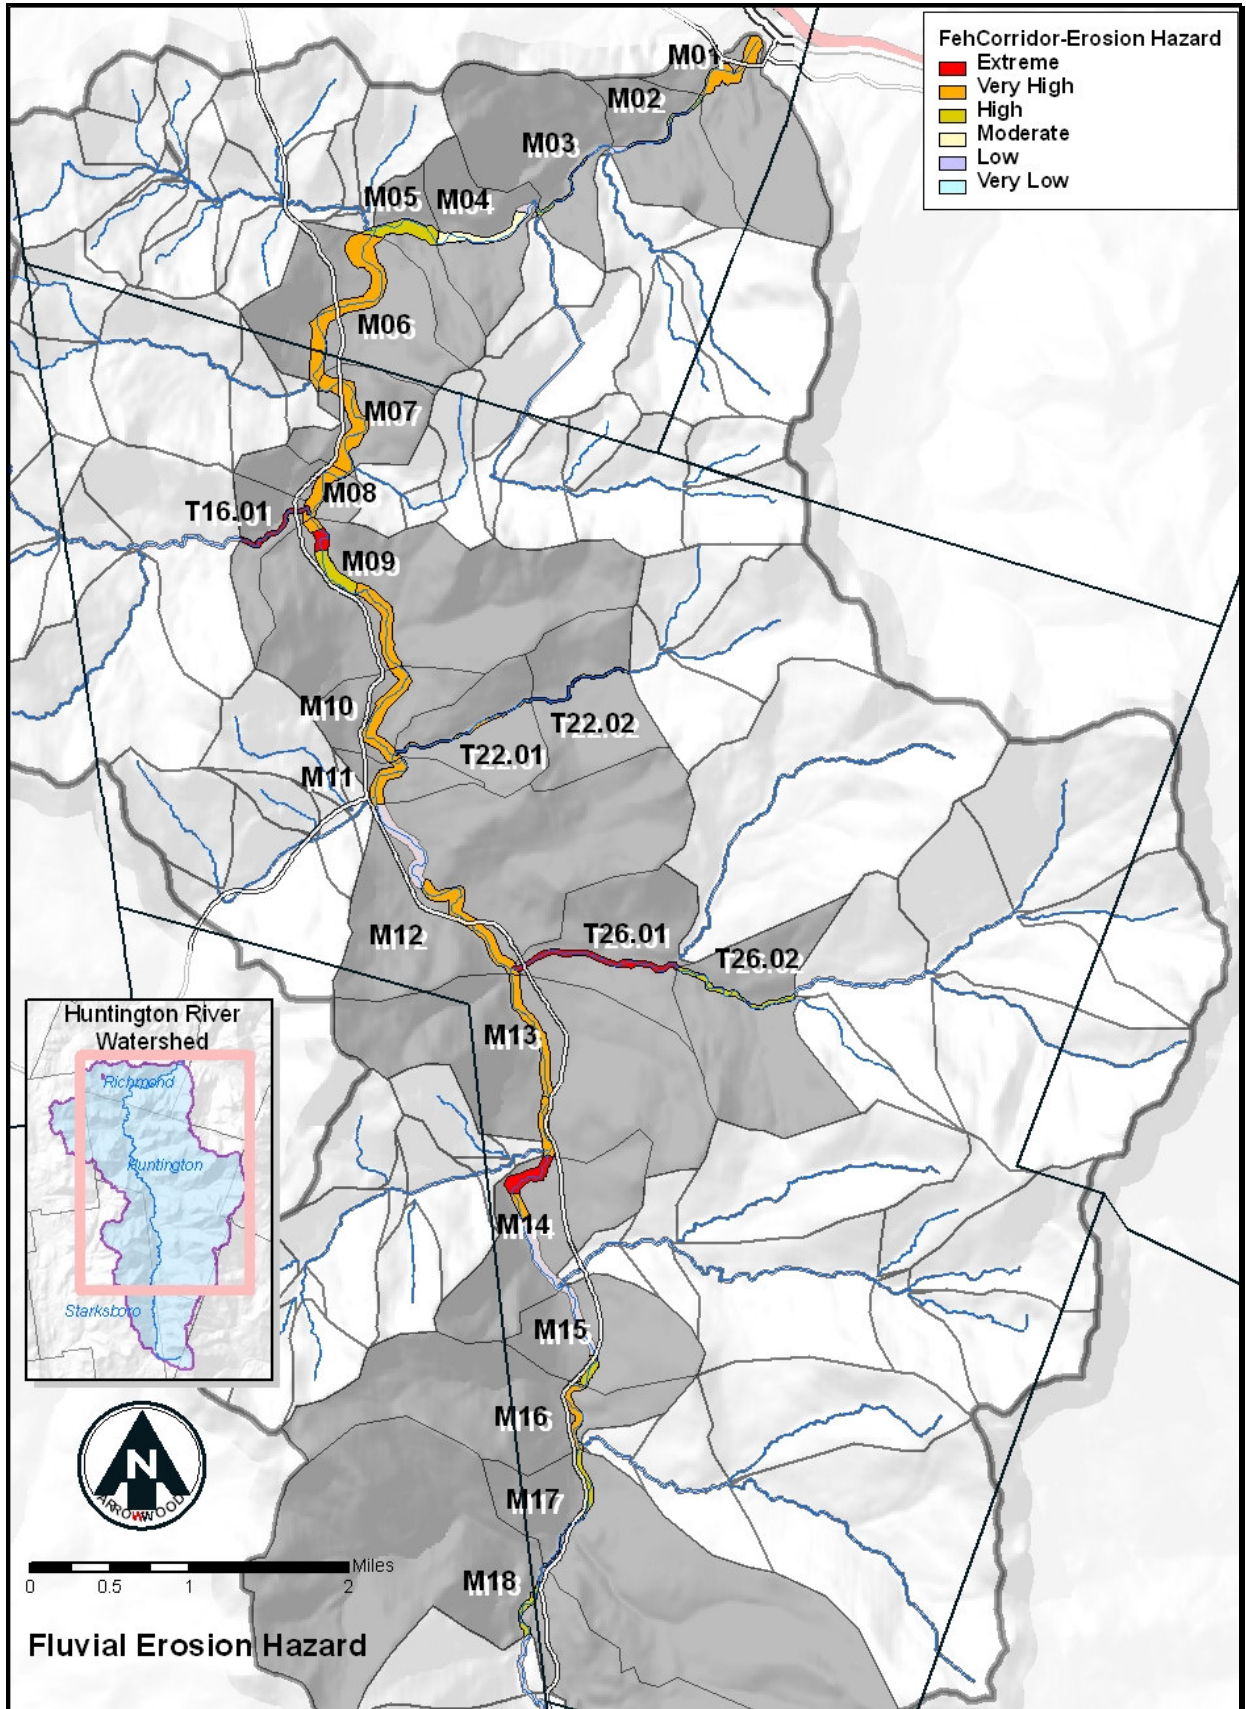 FehCorridor-Erosion Hazard
Extreme
Very High
High
Moderate
Low
Very Low
M01
M02
M03
M05
M04
M06
M07
M08
T16.01
M09
M10
T22.02
T22.01
M11
M12
T26.01
T26.02
M13
M14
M15
M16
M17
M18
Huntington River
Watershed
Richmond
Huntington
Starksboro
N
ARROWWOOD
Miles
0 0.5 1 2
Fluvial Erosion Hazard